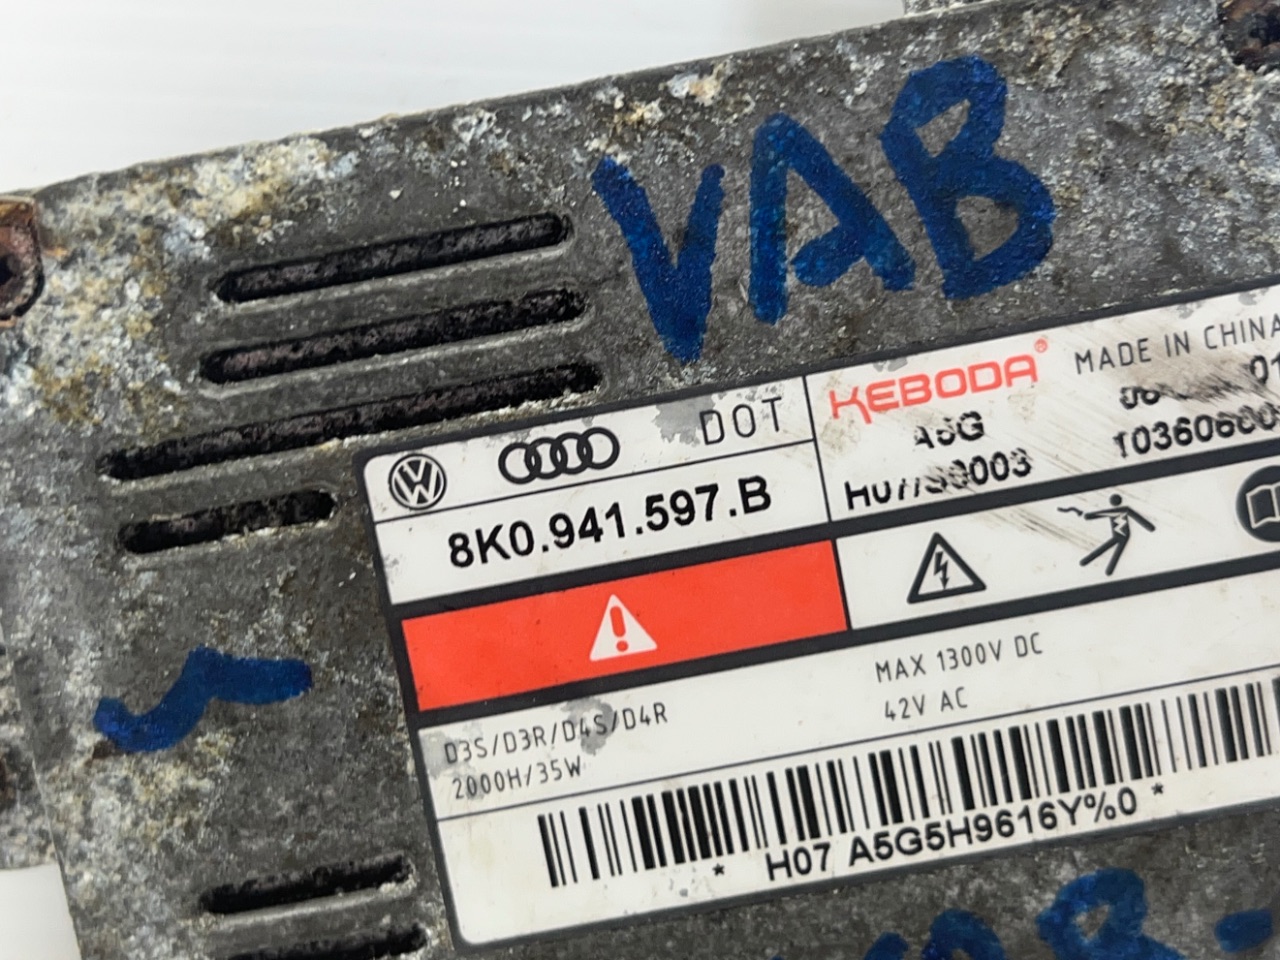 VAB
DOT
8K0.941.597.B
KEBODA®
MADE IN CHINA
A5G
MAX 1300V DC
42V AC
D3S/D3R/D4S/D4R
2000H/35W
* H07 A5G5H9616Y%0 *